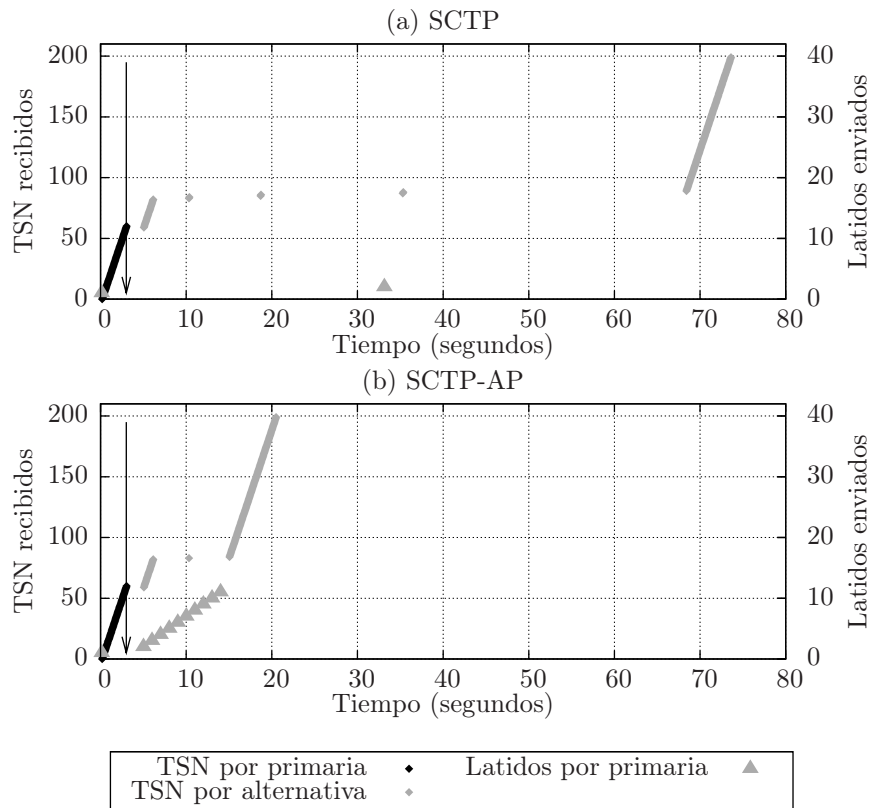 (a) SCTP
200
150
100
50
0
TSN recibidos
40
30
20
10
0
Latidos enviados
0 10 20 30 40 50 60 70 80
Tiempo (segundos)
(b) SCTP-AP
200
150
100
50
0
TSN recibidos
40
30
20
10
0
Latidos enviados
0 10 20 30 40 50 60 70 80
Tiempo (segundos)
TSN por primaria Latidos por primaria
TSN por alternativa